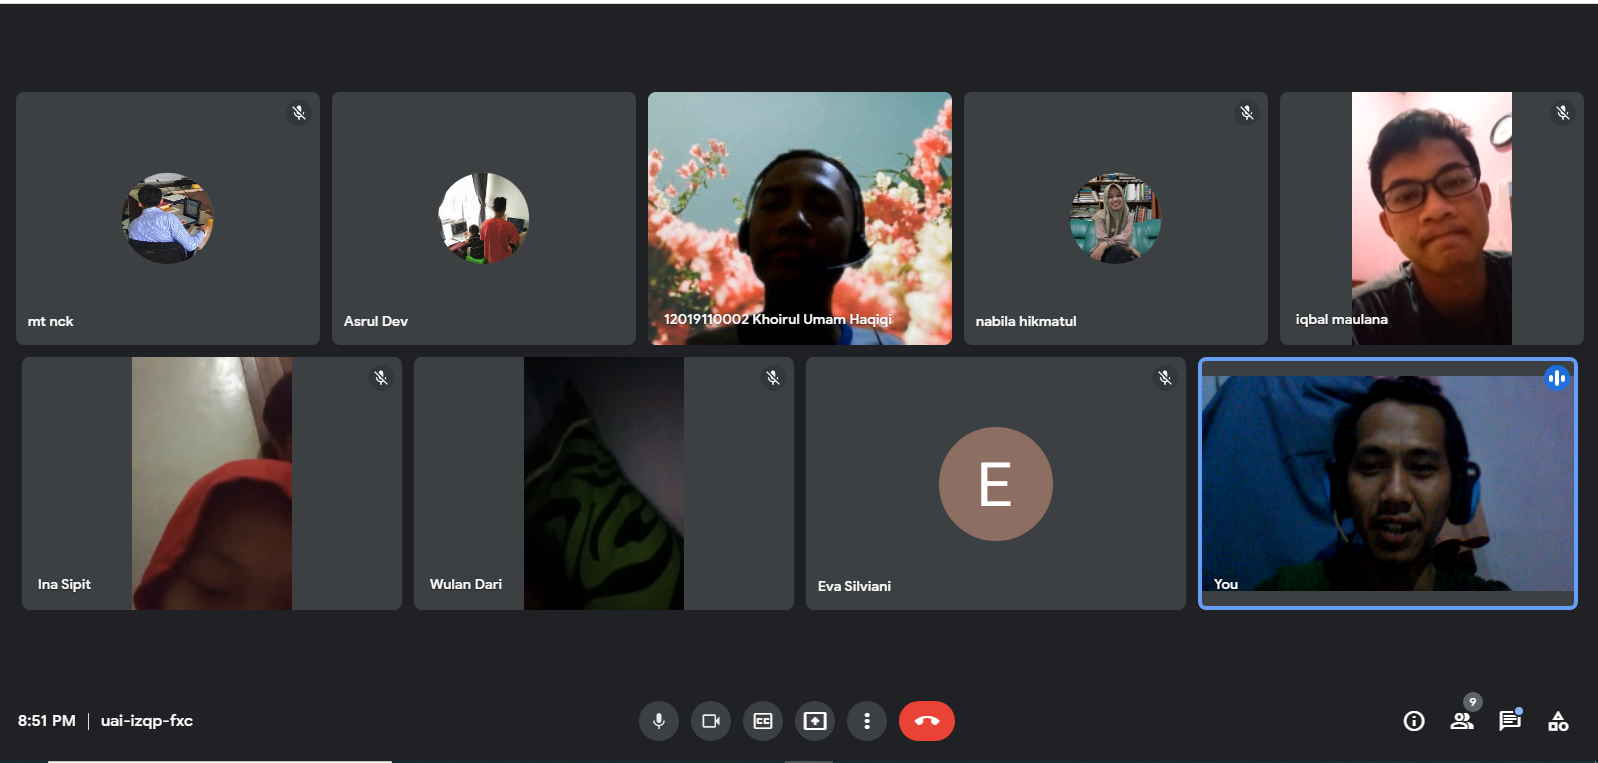 mt nck
Asrul Dev
12019110002 Khoirul Umam Haqiqi
nabila hikmatul
iqbal maulana
Ina Sipit
Wulan Dari
E
Eva Silviani
You
8:51 PM | uai-izqp-fxc
CC
9